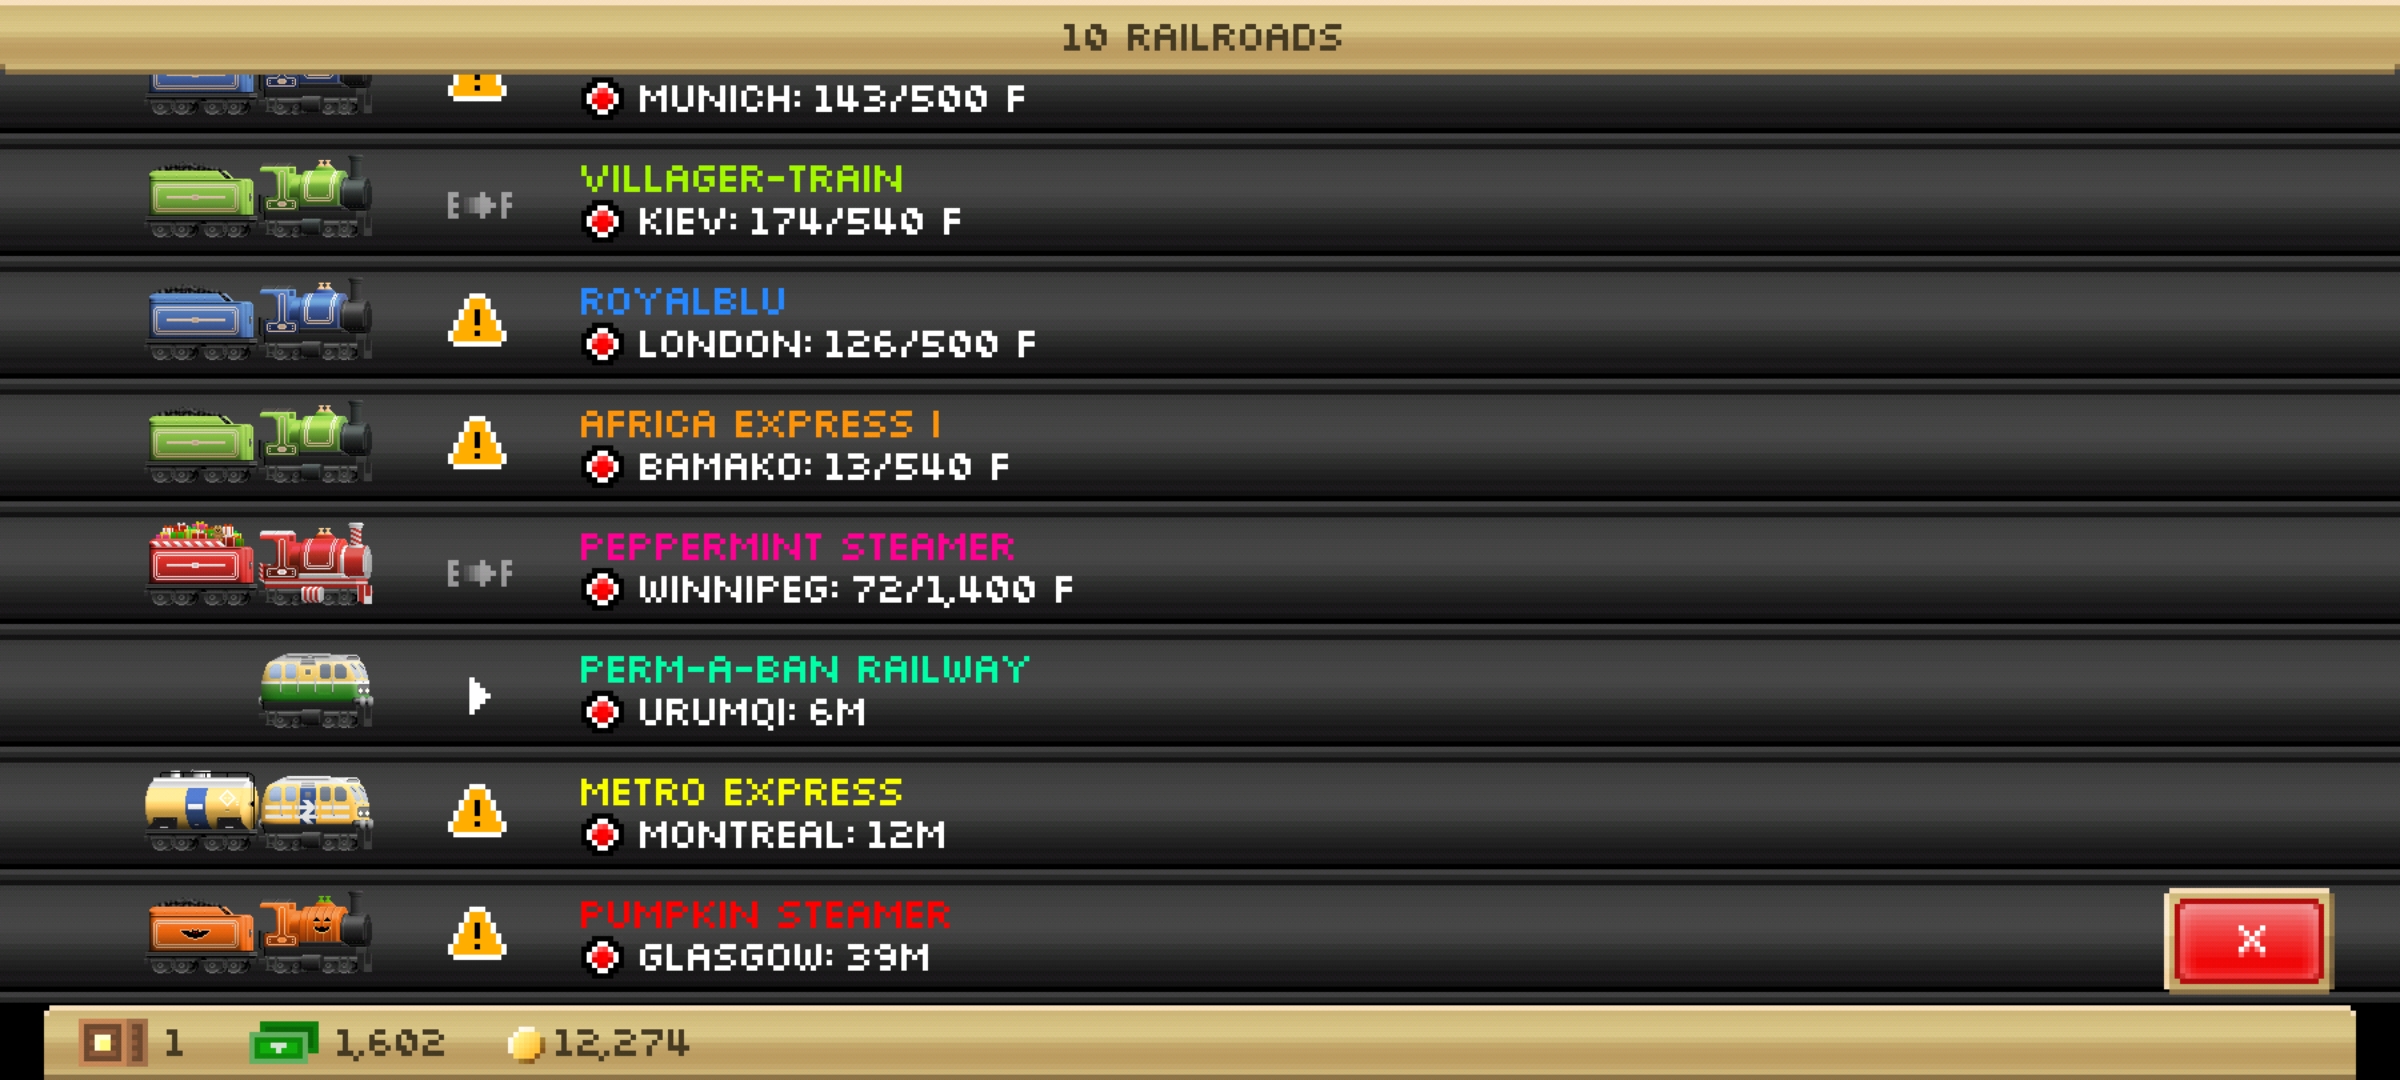 10 RAILROADS
MUNICH: 143/500 F
VILLAGER-TRAIN
E F
KIEV: 174/540 F
ROYALBLU
LONDON: 126/500 F
AFRICA EXPRESS I
BAMAKO: 13/540 F
PEPPERMINT STEAMER
E F
WINNIPEG: 72/1,400 F
PERM-A-BAN RAILWAY
URUMQI: 6M
METRO EXPRESS
MONTREAL: 12M
PUMPKIN STEAMER
GLASGOW: 39M
X
1 1,602 12,274